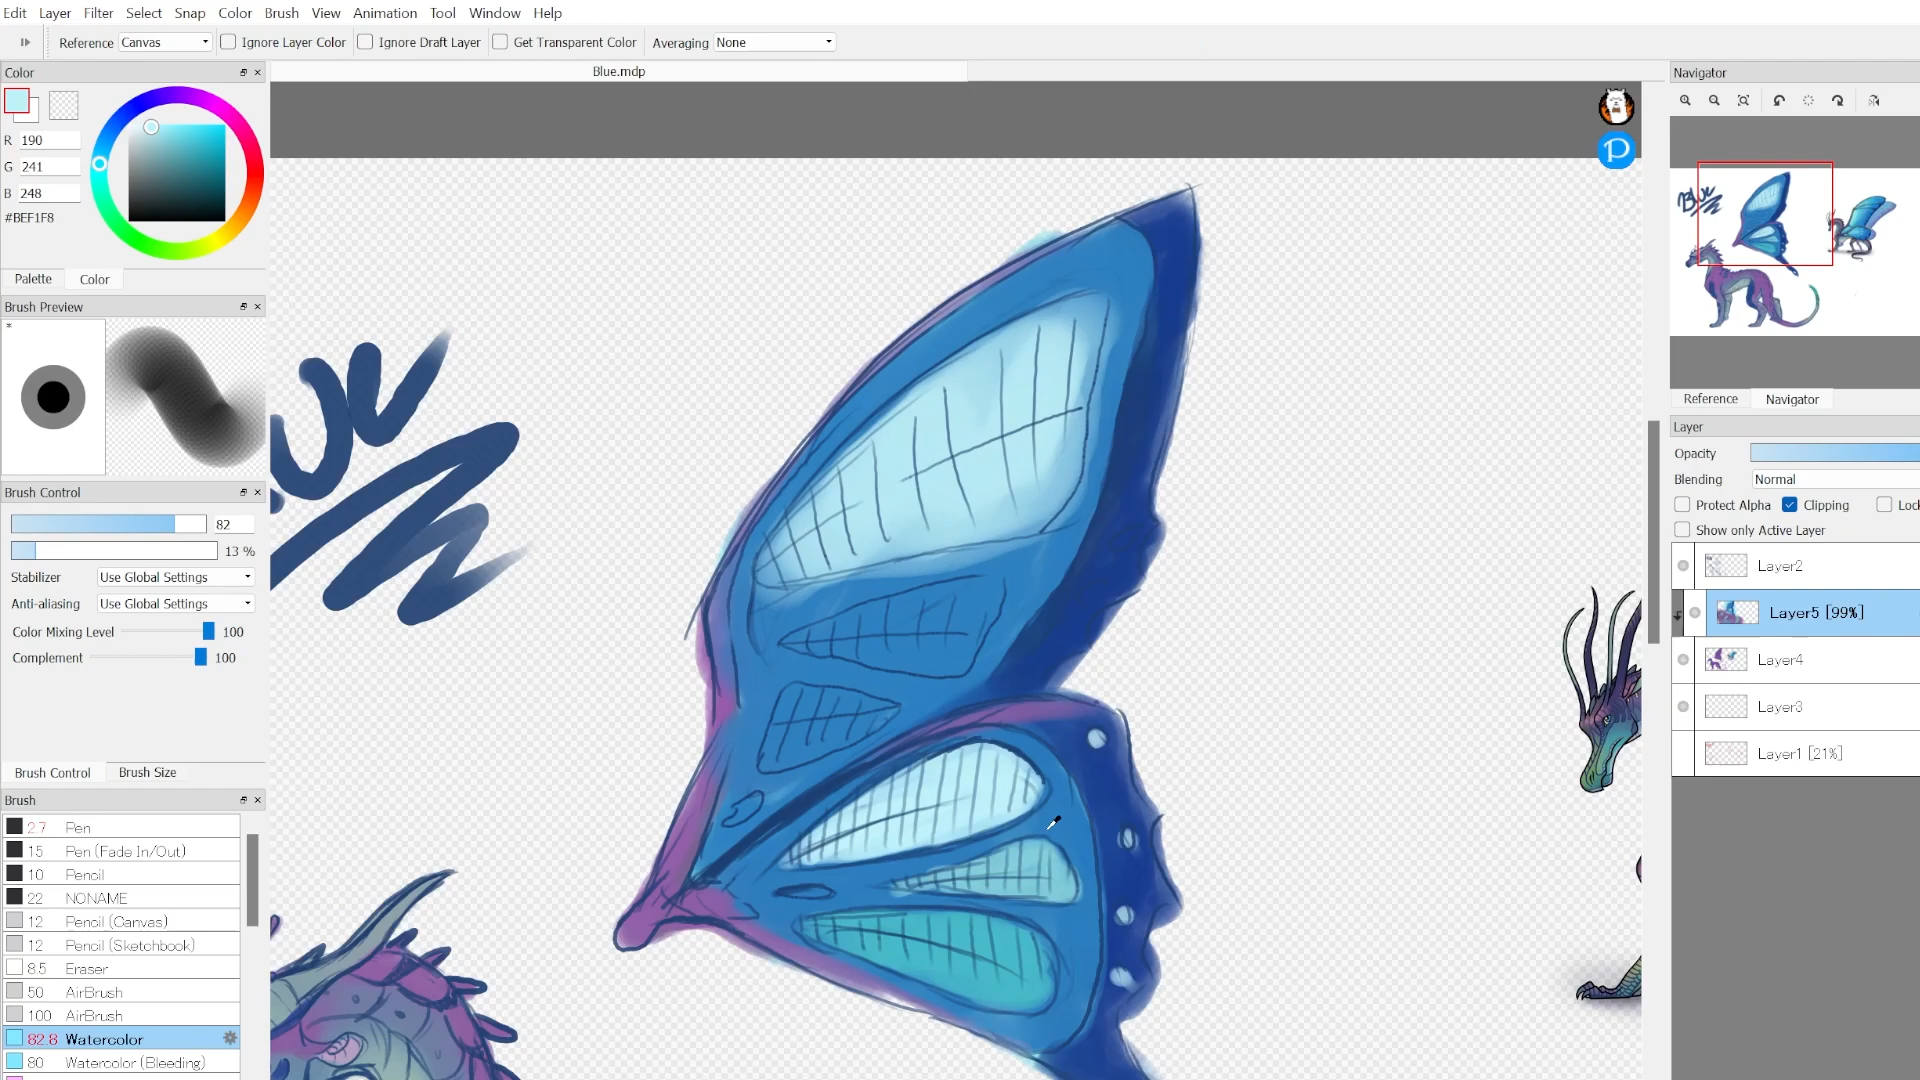 Edit Layer Filter Select Snap Color Brush View Animation Tool Window Help
Reference Canvas Ignore Layer Color Ignore Draft Layer Get Transparent Color Averaging None
Color
Blue.mdp
Navigator
R 190
G 241
B 248
#BEF1F8
Palette Color
Brush Preview
*
Brush Control
82
13 %
Stabilizer Use Global Settings
Anti-aliasing Use Global Settings
Color Mixing Level 100
Complement 100
Brush Control Brush Size
Brush
2.7 Pen
15 Pen (Fade In/Out)
10 Pencil
22 NONAME
12 Pencil (Canvas)
12 Pencil (Sketchbook)
8.5 Eraser
50 AirBrush
100 AirBrush
82.8 Watercolor
80 Watercolor (Bleeding)
P
Blue
Reference Navigator
Layer
Opacity
Blending Normal
Protect Alpha Clipping Lock
Show only Active Layer
Layer2
Layer5 [99%]
Layer4
Layer3
Layer1 [21%]